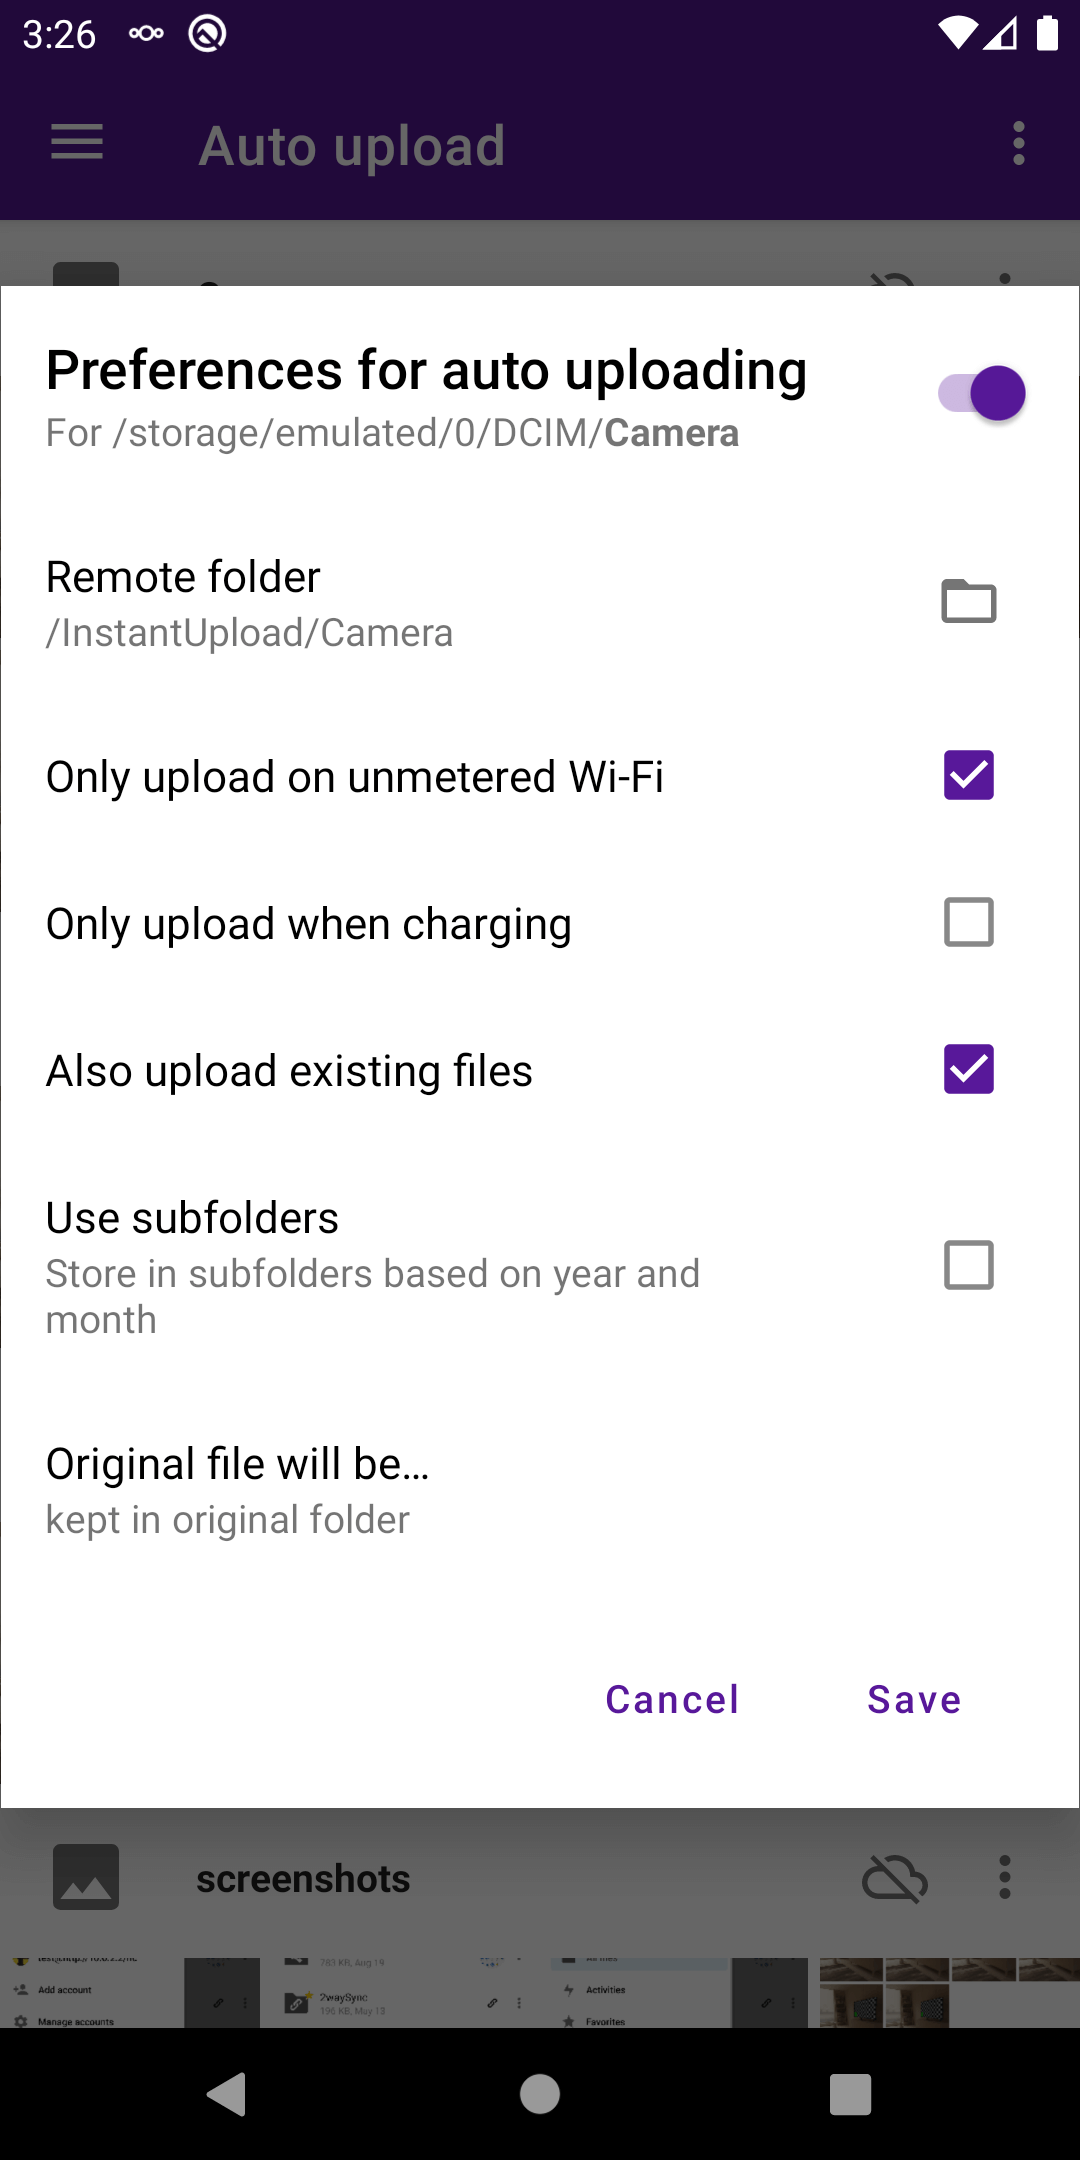 3:26
Auto upload
Preferences for auto uploading
For /storage/emulated/0/DCIM/Camera
Remote folder
/InstantUpload/Camera
Only upload on unmetered Wi-Fi
Only upload when charging
Also upload existing files
Use subfolders
Store in subfolders based on year and
month
Original file will be…
kept in original folder
Cancel Save
screenshots
783 KB, Aug 19
All files
Add account
2waySync
196 KB, May 13
Activities
Manage accounts
Favorites